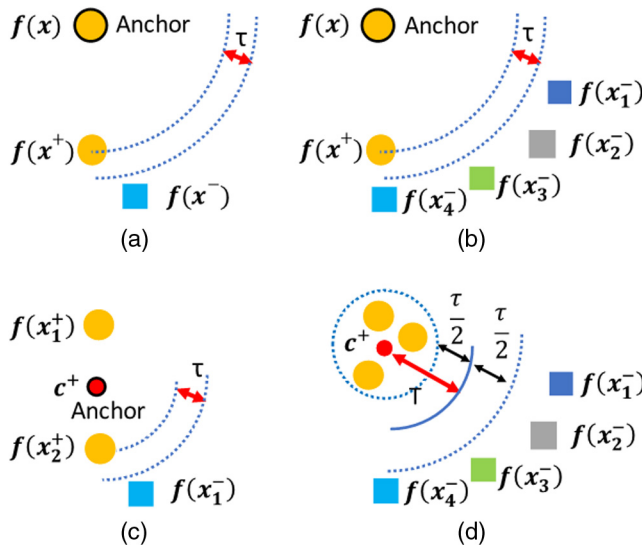 f(x) Anchor
τ
f(x⁺)
f(x⁻)
(a)
f(x) Anchor
τ
f(x₁⁻)
f(x⁺)
f(x₂⁻)
f(x₃⁻)
f(x₄⁻)
(b)
f(x₁⁺)
c⁺
Anchor
τ
f(x₂⁺)
f(x₁⁻)
(c)
c⁺
τ/2
τ/2
T
f(x₁⁻)
f(x₂⁻)
f(x₃⁻)
f(x₄⁻)
(d)